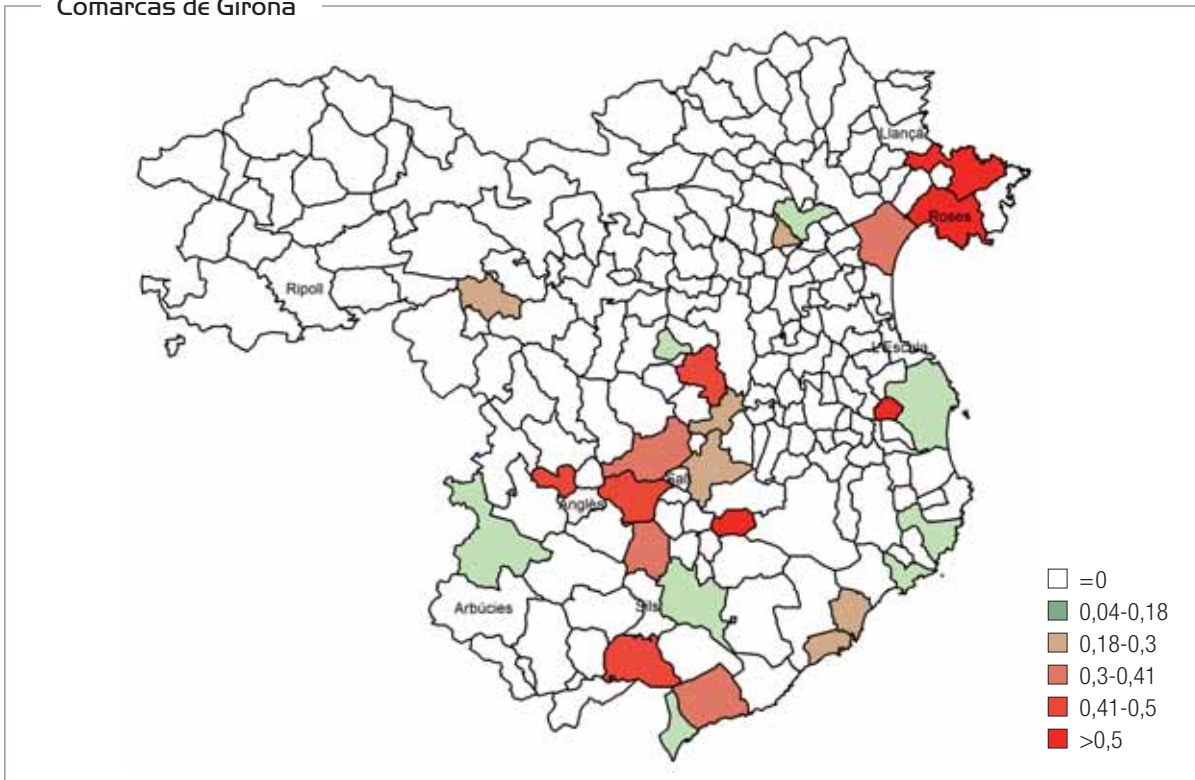 Comarcas de Girona
Llançà
Roses
Ripoll
L'Escala
Salt
Anglès
Arbúcies
Sils
=0
0,04-0,18
0,18-0,3
0,3-0,41
0,41-0,5
>0,5